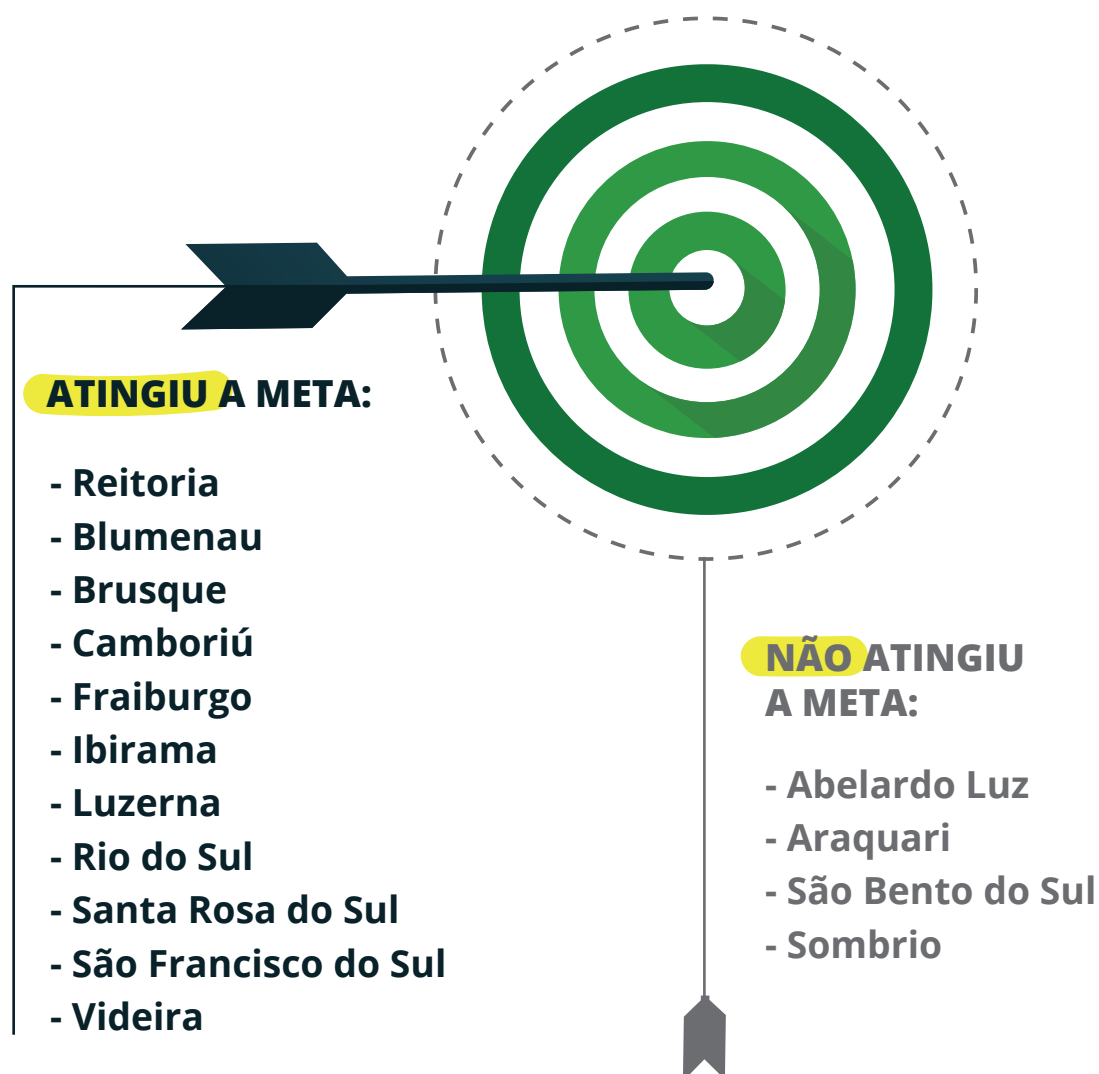 ATINGIU A META:
- Reitoria
- Blumenau
- Brusque
- Camboriú
- Fraiburgo
- Ibirama
- Luzerna
- Rio do Sul
- Santa Rosa do Sul
- São Francisco do Sul
- Videira
NÃO ATINGIU
A META:
- Abelardo Luz
- Araquari
- São Bento do Sul
- Sombrio